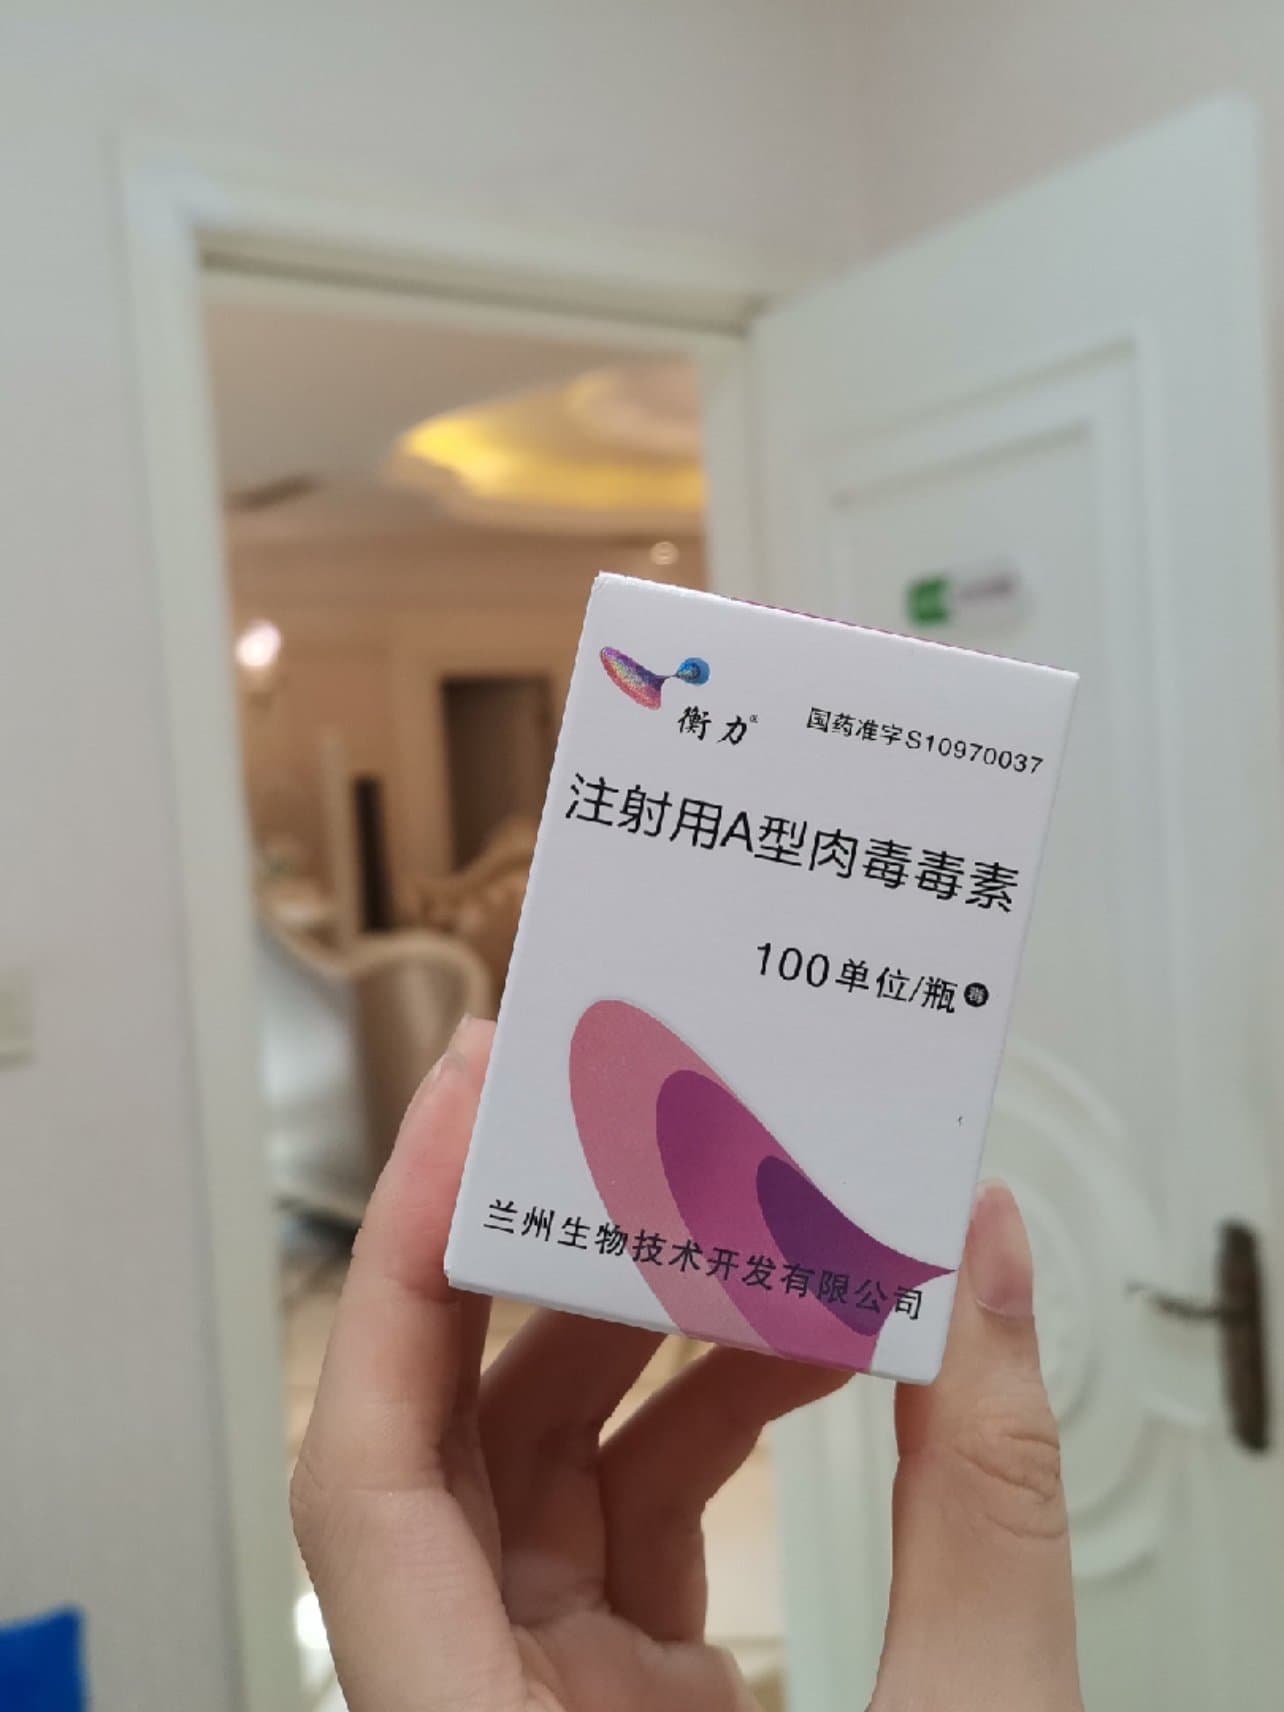 衡力®
国药准字S10970037
注射用A型肉毒毒素
100单位/瓶 毒
兰州生物技术开发有限公司